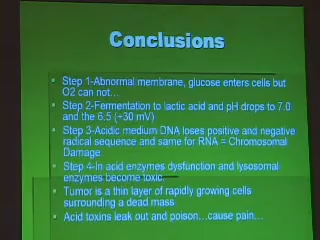 Conclusions
Step 1-Abnormal membrane, glucose enters cells but
O2 can not…
Step 2-Fermentation to lactic acid and pH drops to 7.0
and the 6.5 (+30 mV)
Step 3-Acidic medium DNA loses positive and negative
radical sequence and same for RNA = Chromosomal
Damage
Step 4-In acid enzymes dysfunction and lysosomal
enzymes become toxic
Tumor is a thin layer of rapidly growing cells
surrounding a dead mass
Acid toxins leak out and poison…cause pain…